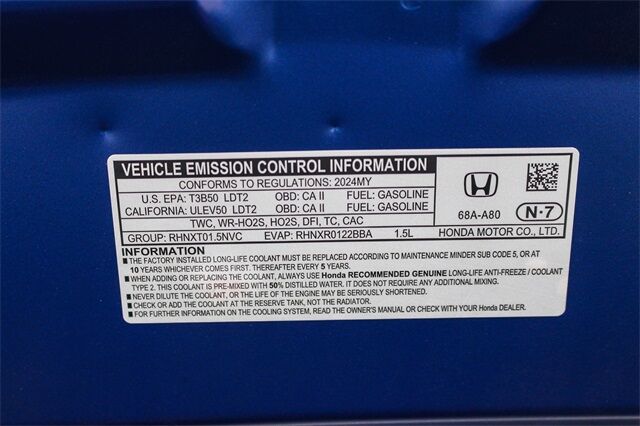 VEHICLE EMISSION CONTROL INFORMATION
CONFORMS TO REGULATIONS: 2024MY
U.S. EPA: T3B50 LDT2 OBD: CA II FUEL: GASOLINE
CALIFORNIA: ULEV50 LDT2 OBD: CA II FUEL: GASOLINE
TWC, WR-HO2S, HO2S, DFI, TC, CAC
GROUP: RHNXT01.5NVC EVAP: RHNXR0122BBA 1.5L
68A-A80 N·7
HONDA MOTOR CO., LTD.
INFORMATION
■ THE FACTORY INSTALLED LONG-LIFE COOLANT MUST BE REPLACED ACCORDING TO MAINTENANCE MINDER SUB CODE 5, OR AT
10 YEARS WHICHEVER COMES FIRST. THEREAFTER EVERY 5 YEARS.
■ WHEN ADDING OR REPLACING THE COOLANT, ALWAYS USE Honda RECOMMENDED GENUINE LONG-LIFE ANTI-FREEZE / COOLANT
TYPE 2. THIS COOLANT IS PRE-MIXED WITH 50% DISTILLED WATER. IT DOES NOT REQUIRE ANY ADDITIONAL MIXING.
■ NEVER DILUTE THE COOLANT, OR THE LIFE OF THE ENGINE MAY BE SERIOUSLY SHORTENED.
■ CHECK OR ADD THE COOLANT AT THE RESERVE TANK, NOT THE RADIATOR.
■ FOR FURTHER INFORMATION ON THE COOLING SYSTEM, READ THE OWNER'S MANUAL OR CHECK WITH YOUR Honda DEALER.